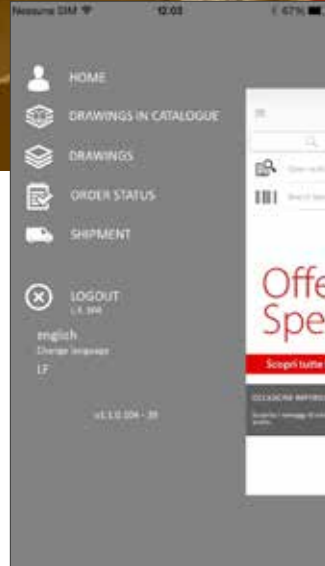 Nessuna SIM 12:03 67%
HOME
DRAWINGS IN CATALOGUE
DRAWINGS
ORDER STATUS
SHIPMENT
LOGOUT
L.F. SPA
english
Change language
LF
Offe
Spe
Scopri tutte